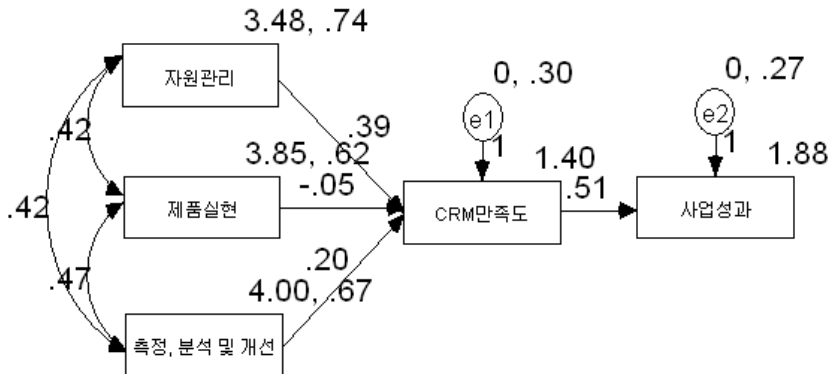 3.48, .74
자원관리
0, .30
0, .27
e1
e2
.42
.39
1
1
3.85, .62
1.40
1.88
-.05
.51
.42
제품실현
CRM만족도
사업성과
.47
.20
4.00, .67
측정, 분석 및 개선